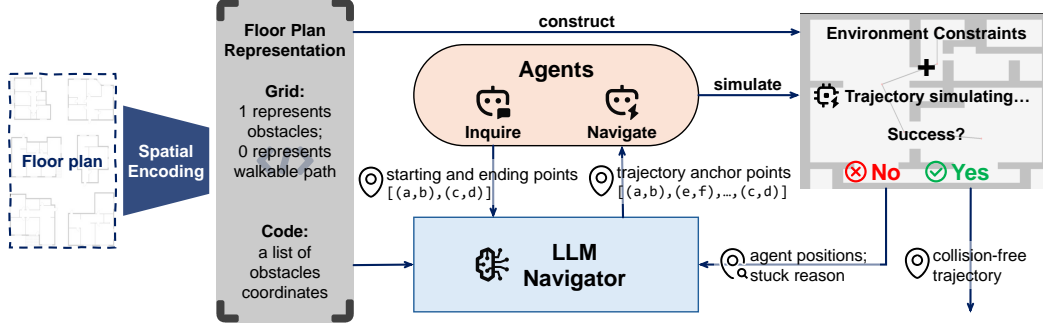 Floor plan
Spatial
Encoding
Floor Plan
Representation
Grid:
1 represents
obstacles;
0 represents
walkable path
</>
Code:
a list of
obstacles
coordinates
construct
Agents
Inquire
Navigate
simulate
starting and ending points
[(a,b),(c,d)]
trajectory anchor points
[(a,b),(e,f),…,(c,d)]
LLM
Navigator
Environment Constraints
+
Trajectory simulating…
Success?
No
Yes
agent positions;
stuck reason
collision-free
trajectory